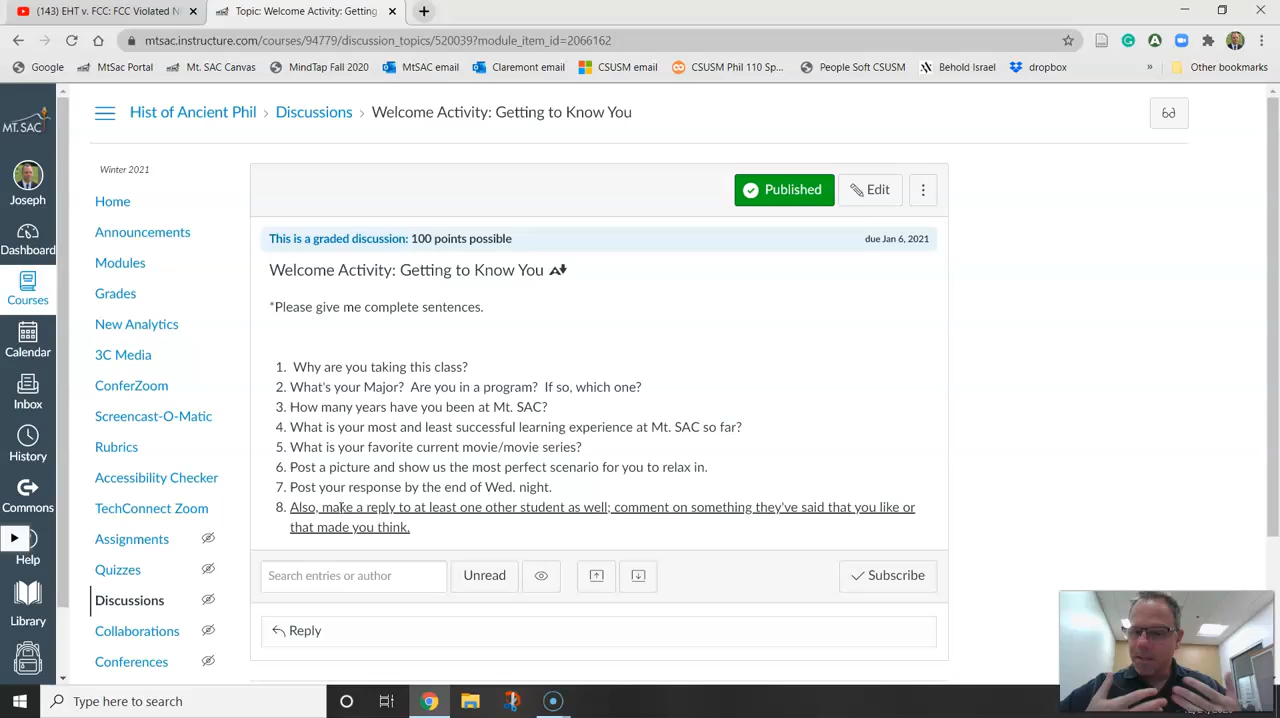 (143) EHT v. FCC: FCC Violated N
Topic: Welcome Activity: Getting
mtsac.instructure.com/courses/94779/discussion_topics/520039?module_item_id=2066162
Google MtSac Portal Mt. SAC Canvas MindTap Fall 2020 MtSAC email Claremont email CSUSM email CSUSM Phil 110 Sp... People Soft CSUSM Behold Israel dropbox » Other bookmarks
MT. SAC
Joseph
Dashboard
Courses
Calendar
Inbox
History
Commons
Help
Library
Hist of Ancient Phil > Discussions > Welcome Activity: Getting to Know You
Winter 2021
Home
Announcements
Modules
Grades
New Analytics
3C Media
ConferZoom
Screencast-O-Matic
Rubrics
Accessibility Checker
TechConnect Zoom
Assignments
Quizzes
Discussions
Collaborations
Conferences
Published Edit
This is a graded discussion: 100 points possible due Jan 6, 2021
Welcome Activity: Getting to Know You
*Please give me complete sentences.
1. Why are you taking this class?
2. What's your Major? Are you in a program? If so, which one?
3. How many years have you been at Mt. SAC?
4. What is your most and least successful learning experience at Mt. SAC so far?
5. What is your favorite current movie/movie series?
6. Post a picture and show us the most perfect scenario for you to relax in.
7. Post your response by the end of Wed. night.
8. Also, make a reply to at least one other student as well; comment on something they've said that you like or
that made you think.
Search entries or author Unread Subscribe
Reply
Type here to search